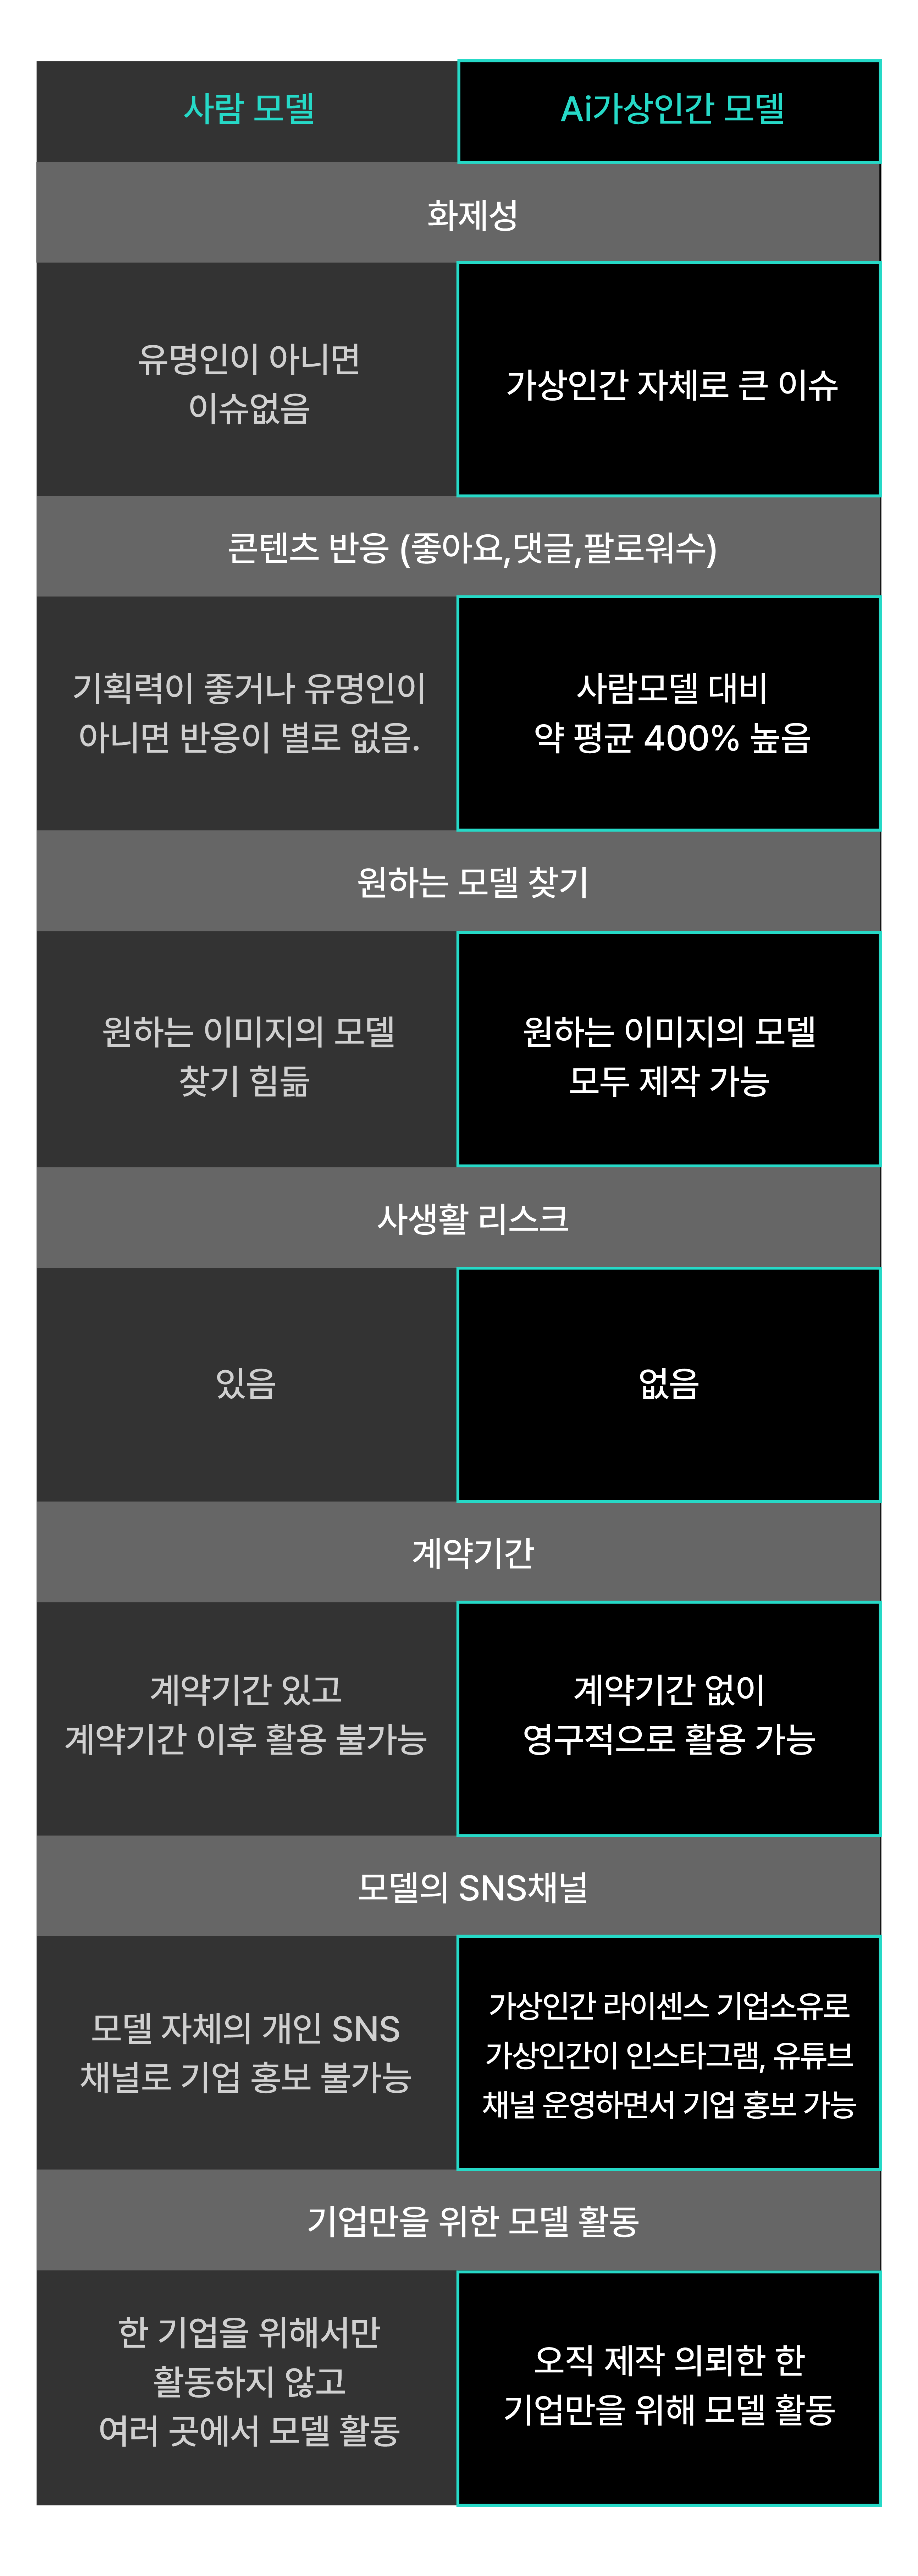 사람 모델
Ai가상인간 모델
화제성
유명인이 아니면
이슈없음
가상인간 자체로 큰 이슈
콘텐츠 반응 (좋아요,댓글,팔로워수)
기획력이 좋거나 유명인이
아니면 반응이 별로 없음.
사람모델 대비
약 평균 400% 높음
원하는 모델 찾기
원하는 이미지의 모델
찾기 힘듦
원하는 이미지의 모델
모두 제작 가능
사생활 리스크
있음
없음
계약기간
계약기간 있고
계약기간 이후 활용 불가능
계약기간 없이
영구적으로 활용 가능
모델의 SNS채널
모델 자체의 개인 SNS
채널로 기업 홍보 불가능
가상인간 라이센스 기업소유로
가상인간이 인스타그램, 유튜브
채널 운영하면서 기업 홍보 가능
기업만을 위한 모델 활동
한 기업을 위해서만
활동하지 않고
여러 곳에서 모델 활동
오직 제작 의뢰한 한
기업만을 위해 모델 활동